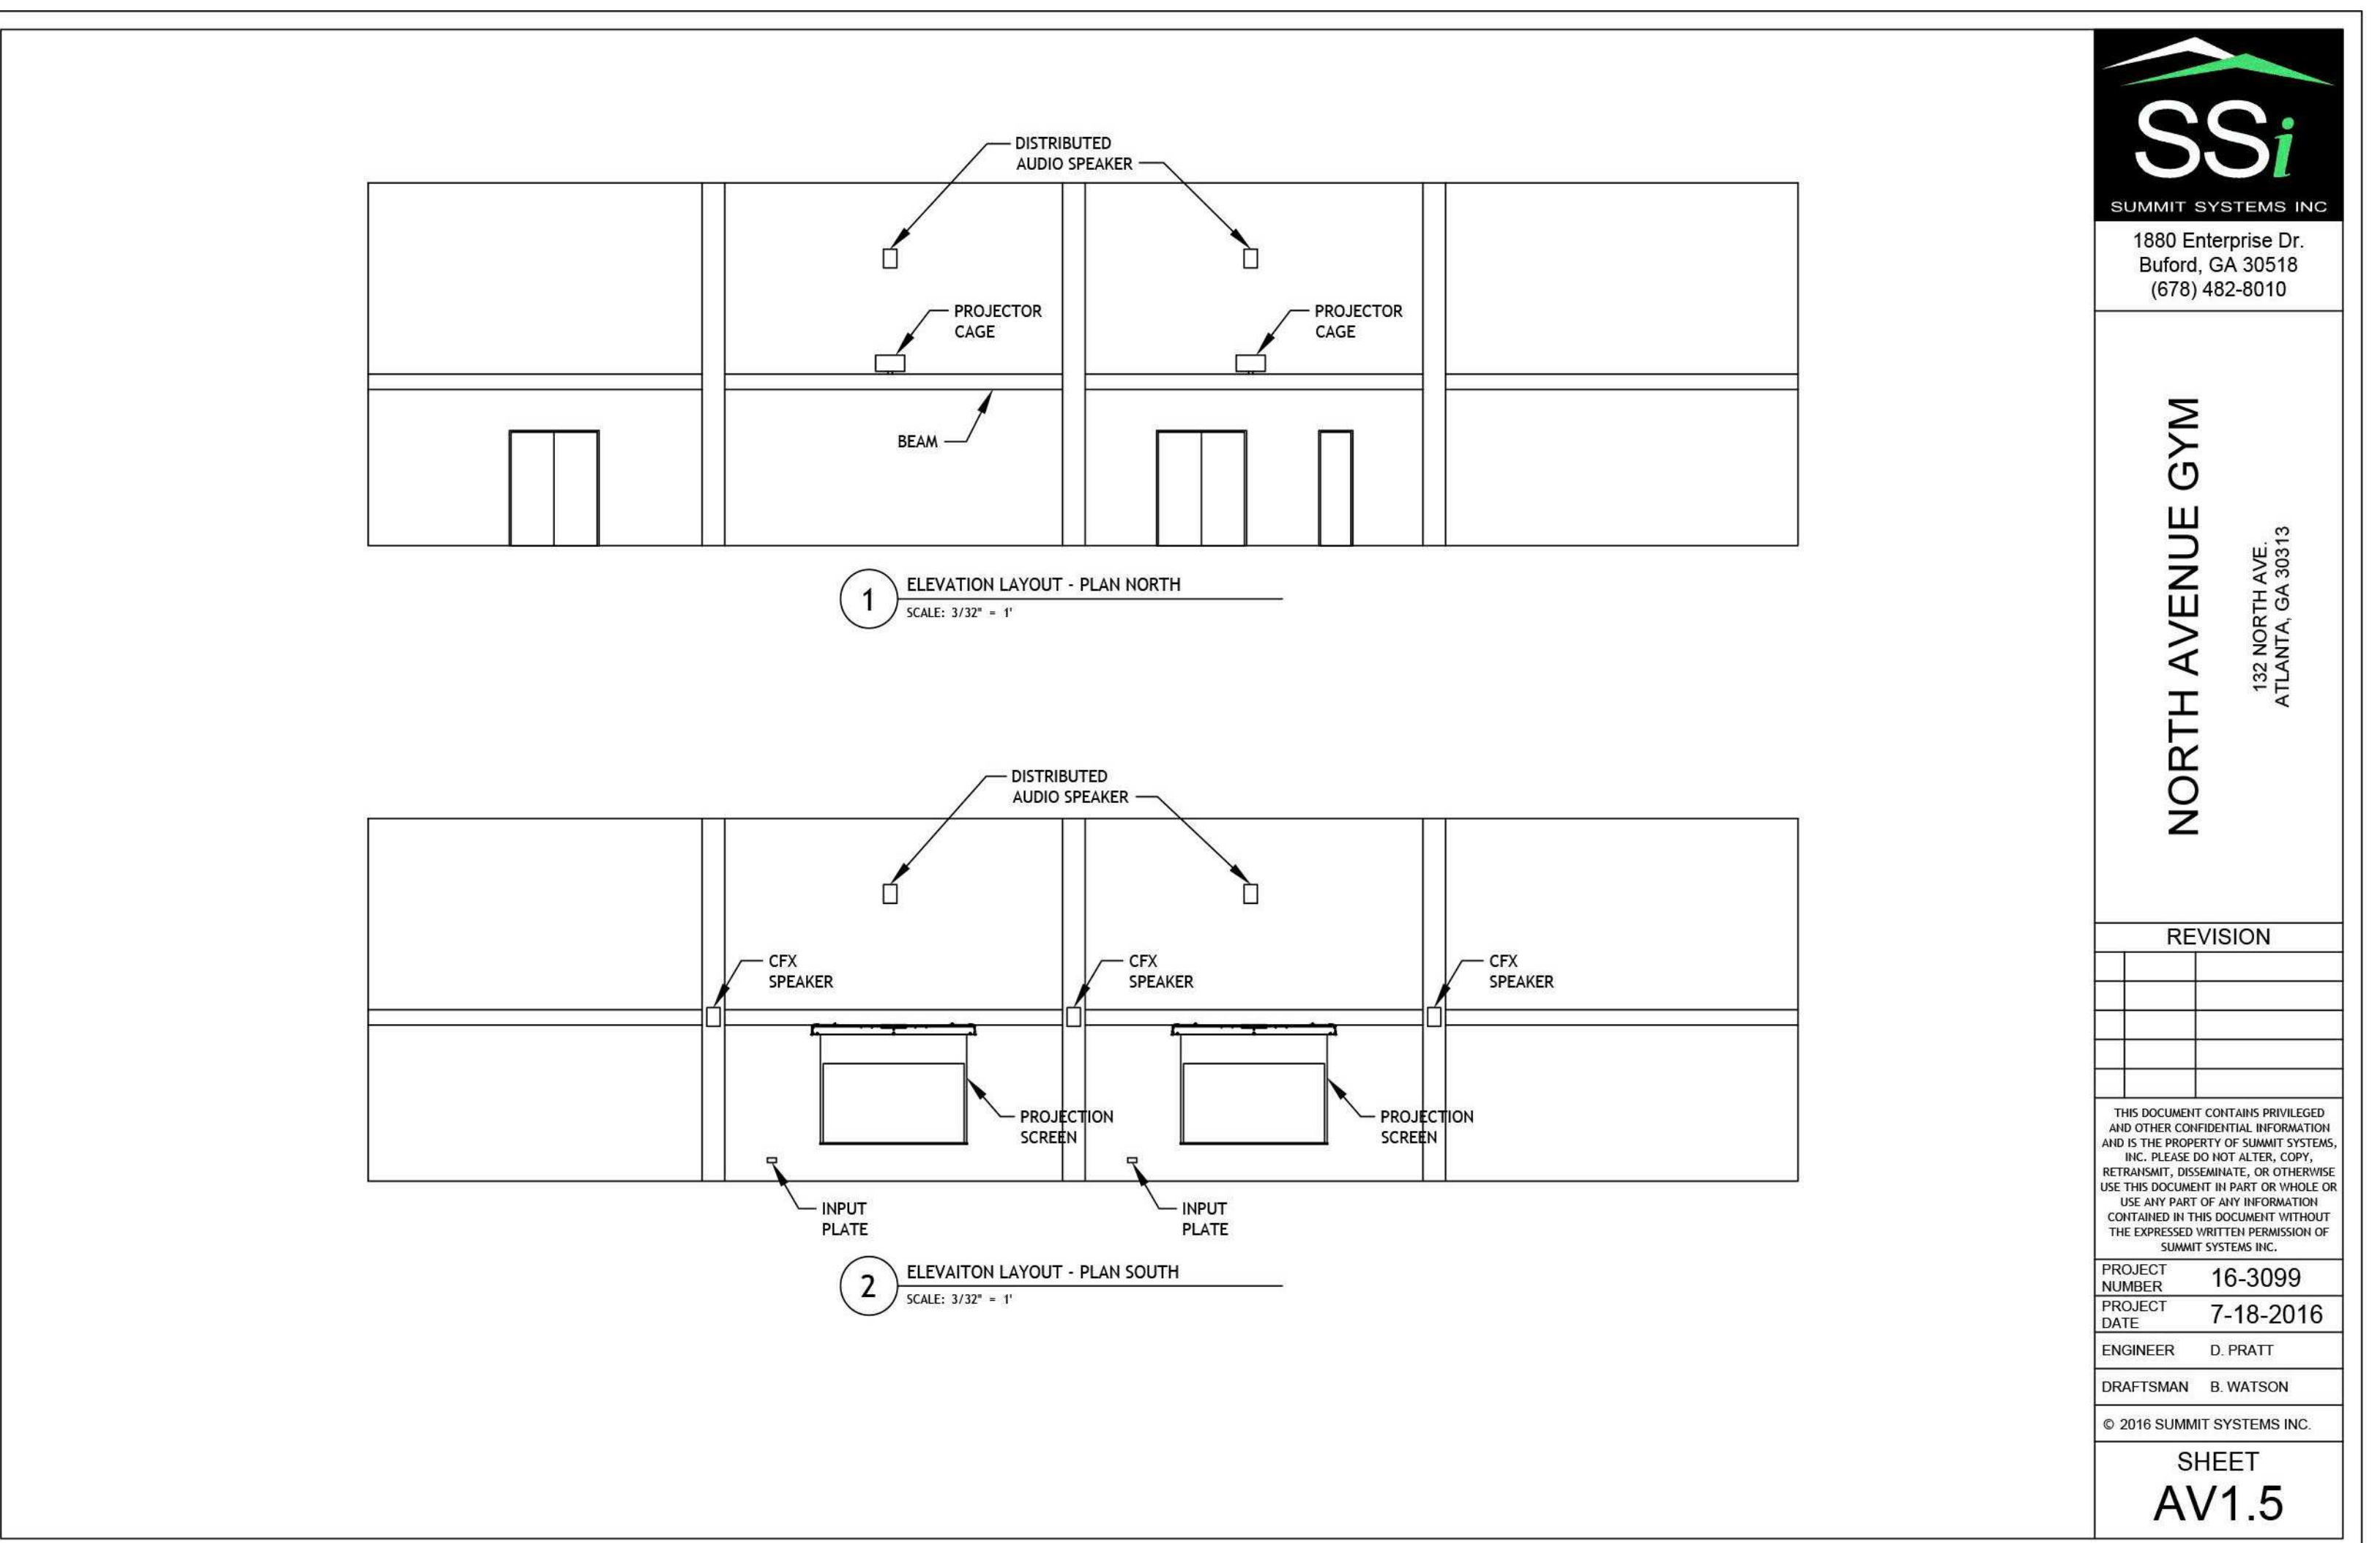 DISTRIBUTED
AUDIO SPEAKER
PROJECTOR
CAGE
PROJECTOR
CAGE
BEAM
1
ELEVATION LAYOUT - PLAN NORTH
SCALE: 3/32" = 1'
DISTRIBUTED
AUDIO SPEAKER
CFX
SPEAKER
CFX
SPEAKER
CFX
SPEAKER
PROJECTION
SCREEN
PROJECTION
SCREEN
INPUT
PLATE
INPUT
PLATE
2
ELEVAITON LAYOUT - PLAN SOUTH
SCALE: 3/32" = 1'
SSi
SUMMIT SYSTEMS INC
1880 Enterprise Dr.
Buford, GA 30518
(678) 482-8010
NORTH AVENUE GYM
132 NORTH AVE.
ATLANTA, GA 30313
REVISION
THIS DOCUMENT CONTAINS PRIVILEGED
AND OTHER CONFIDENTIAL INFORMATION
AND IS THE PROPERTY OF SUMMIT SYSTEMS,
INC. PLEASE DO NOT ALTER, COPY,
RETRANSMIT, DISSEMINATE, OR OTHERWISE
USE THIS DOCUMENT IN PART OR WHOLE OR
USE ANY PART OF ANY INFORMATION
CONTAINED IN THIS DOCUMENT WITHOUT
THE EXPRESSED WRITTEN PERMISSION OF
SUMMIT SYSTEMS INC.
PROJECT
NUMBER
16-3099
PROJECT
DATE
7-18-2016
ENGINEER D. PRATT
DRAFTSMAN B. WATSON
© 2016 SUMMIT SYSTEMS INC.
SHEET
AV1.5